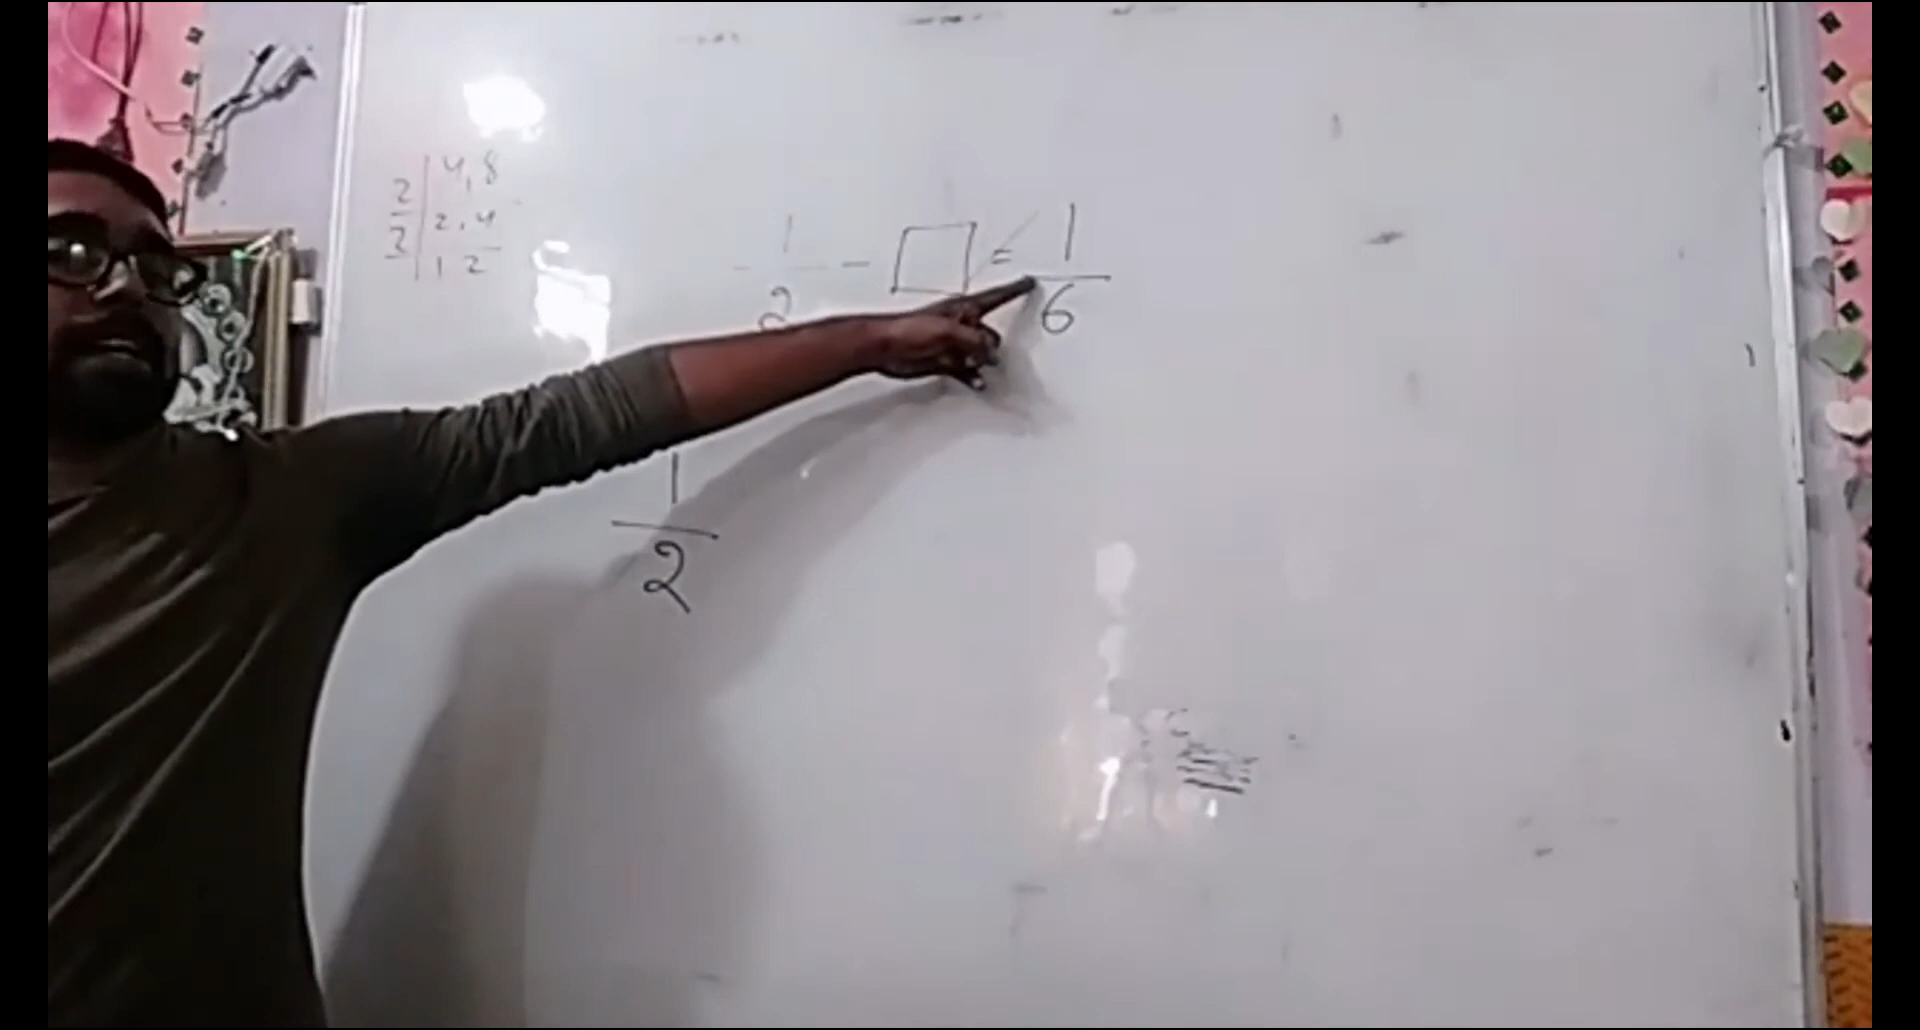 2 | 4, 8
2 | 2, 4
1 2
1/2 - □ = 1/6
1/2